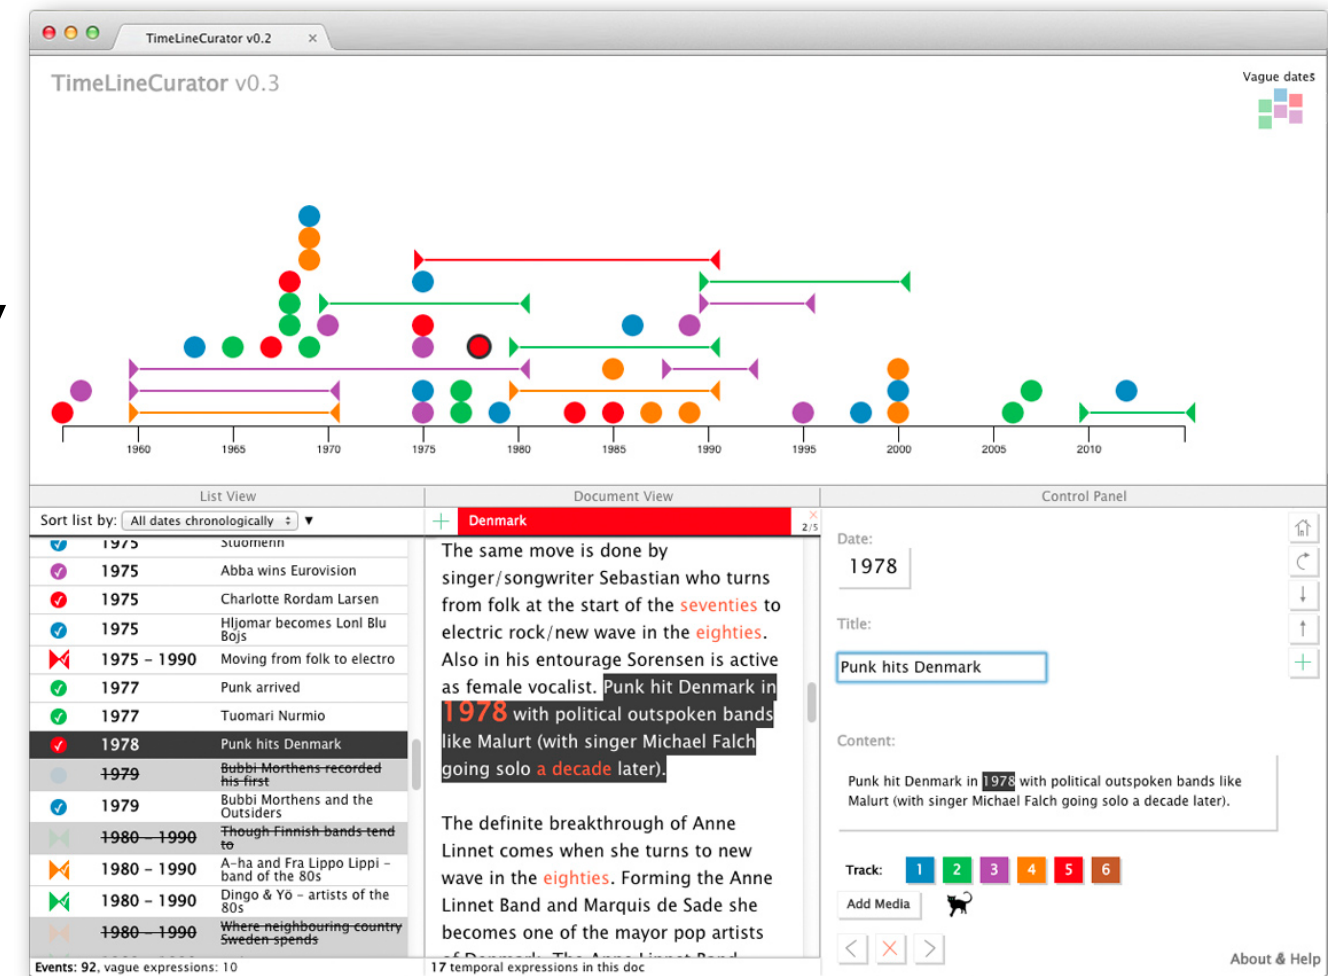 TimeLineCurator v0.2
TimeLineCurator v0.3
Vague dates
1960 1965 1970 1975 1980 1985 1990 1995 2000 2005 2010
List View
Document View
Control Panel
Sort list by: All dates chronologically
1975 Stuðmenn
1975 Abba wins Eurovision
1975 Charlotte Rordam Larsen
1975 Hljomar becomes Lonl Blu
Bojs
1975 – 1990 Moving from folk to electro
1977 Punk arrived
1977 Tuomari Nurmio
1978 Punk hits Denmark
1979 Bubbi Morthens recorded
his first
1979 Bubbi Morthens and the
Outsiders
1980 – 1990 Though Finnish bands tend
to
1980 – 1990 A-ha and Fra Lippo Lippi –
band of the 80s
1980 – 1990 Dingo & Yö – artists of the
80s
1980 – 1990 Where neighbouring country
Sweden spends
Events: 92, vague expressions: 10
Denmark
2/5
The same move is done by
singer/songwriter Sebastian who turns
from folk at the start of the seventies to
electric rock/new wave in the eighties.
Also in his entourage Sorensen is active
as female vocalist. Punk hit Denmark in
1978 with political outspoken bands
like Malurt (with singer Michael Falch
going solo a decade later).
The definite breakthrough of Anne
Linnet comes when she turns to new
wave in the eighties. Forming the Anne
Linnet Band and Marquis de Sade she
becomes one of the mayor pop artists
of Denmark. The Anne Linnet Band
17 temporal expressions in this doc
Date:
1978
Title:
Punk hits Denmark
Content:
Punk hit Denmark in 1978 with political outspoken bands like
Malurt (with singer Michael Falch going solo a decade later).
Track: 1 2 3 4 5 6
Add Media
About & Help